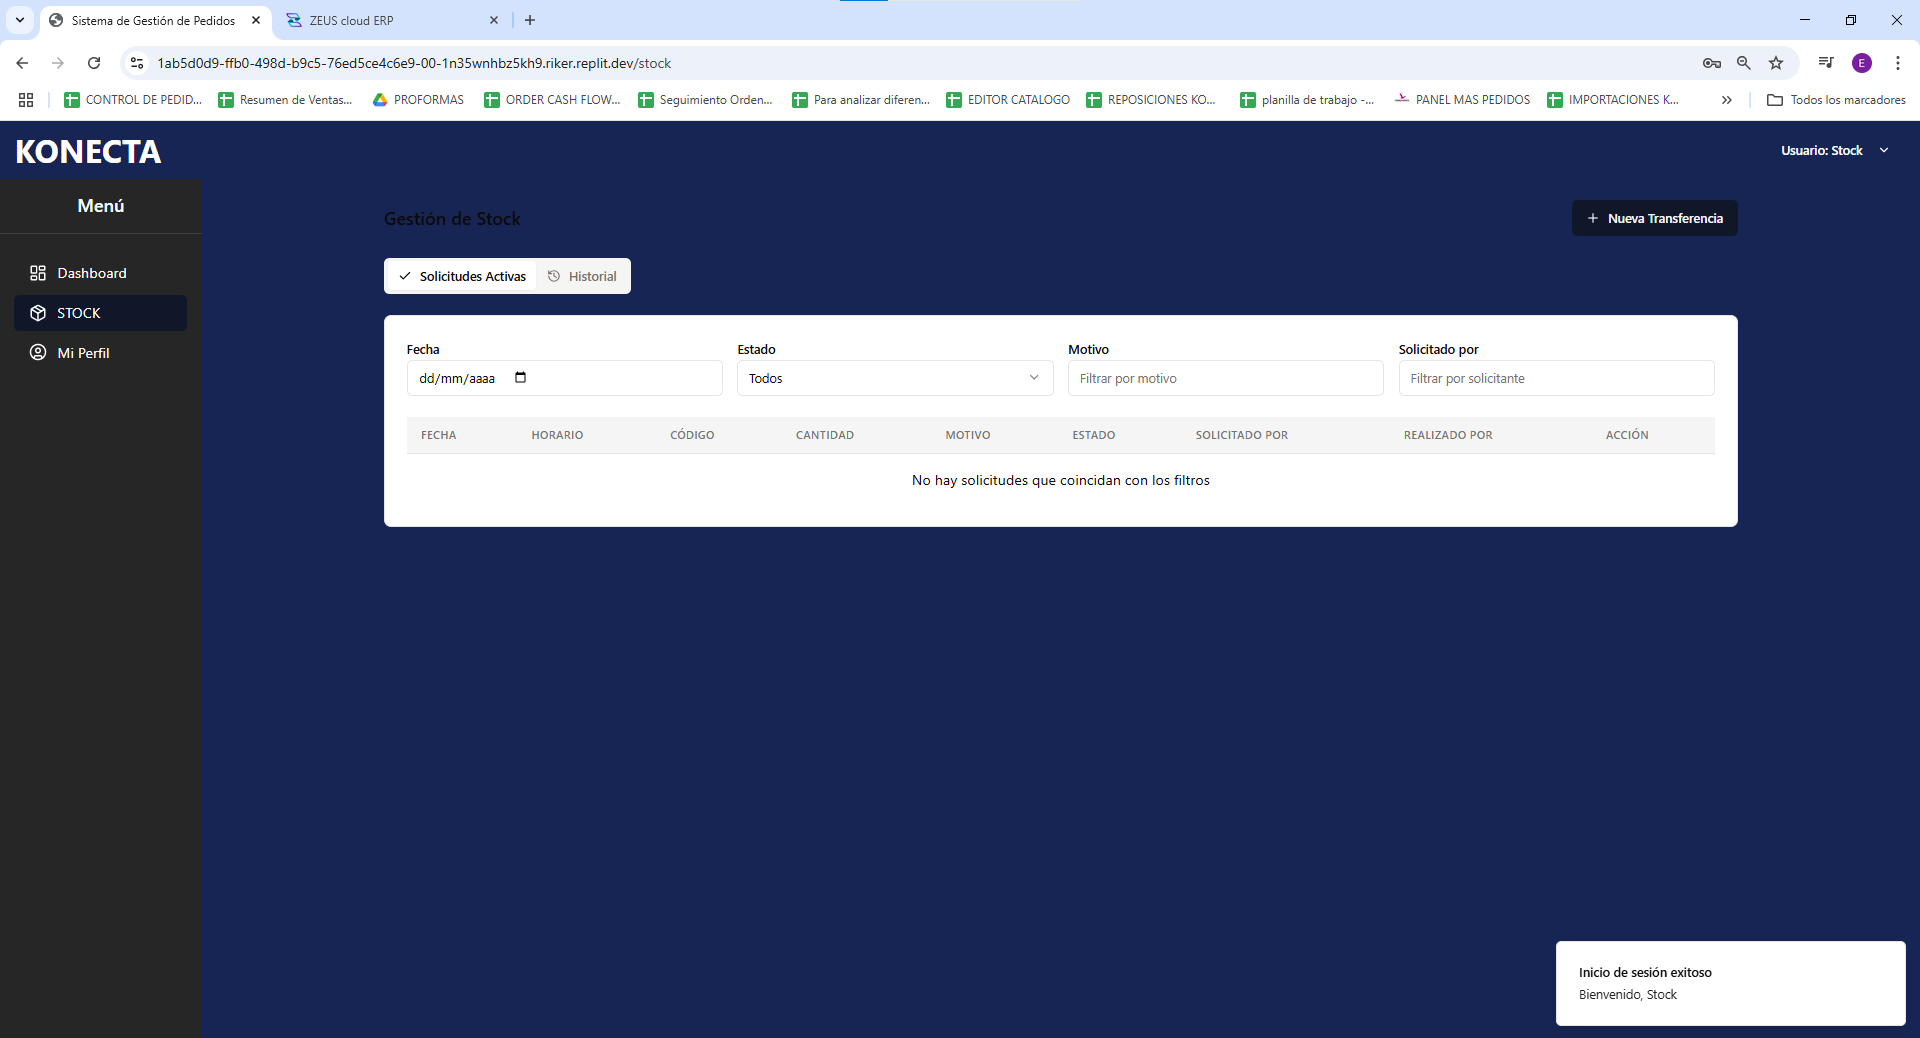 Sistema de Gestión de Pedidos
ZEUS cloud ERP
1ab5d0d9-ffb0-498d-b9c5-76ed5ce4c6e9-00-1n35wnhbz5kh9.riker.replit.dev/stock
E
CONTROL DE PEDID...
Resumen de Ventas...
PROFORMAS
ORDER CASH FLOW...
Seguimiento Orden...
Para analizar diferen...
EDITOR CATALOGO
REPOSICIONES KO...
planilla de trabajo -...
PANEL MAS PEDIDOS
IMPORTACIONES K...
Todos los marcadores
KONECTA
Usuario: Stock
Menú
Dashboard
STOCK
Mi Perfil
Gestión de Stock
Nueva Transferencia
Solicitudes Activas
Historial
Fecha
Estado
Motivo
Solicitado por
dd/mm/aaaa
Todos
Filtrar por motivo
Filtrar por solicitante
FECHA HORARIO CÓDIGO CANTIDAD MOTIVO ESTADO SOLICITADO POR REALIZADO POR ACCIÓN
No hay solicitudes que coincidan con los filtros
Inicio de sesión exitoso
Bienvenido, Stock